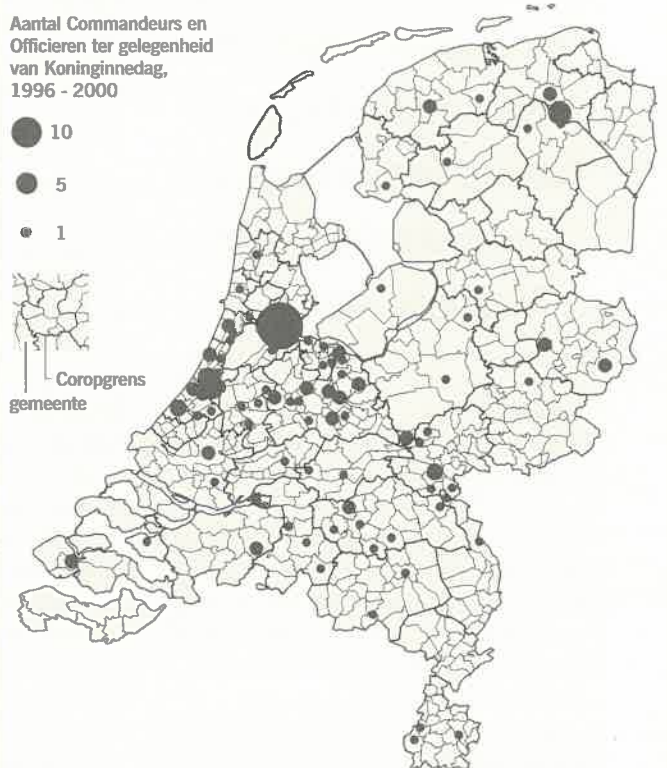 Aantal Commandeurs en
Officieren ter gelegenheid
van Koninginnedag,
1996 - 2000
10
5
1
Coropgrens
gemeente